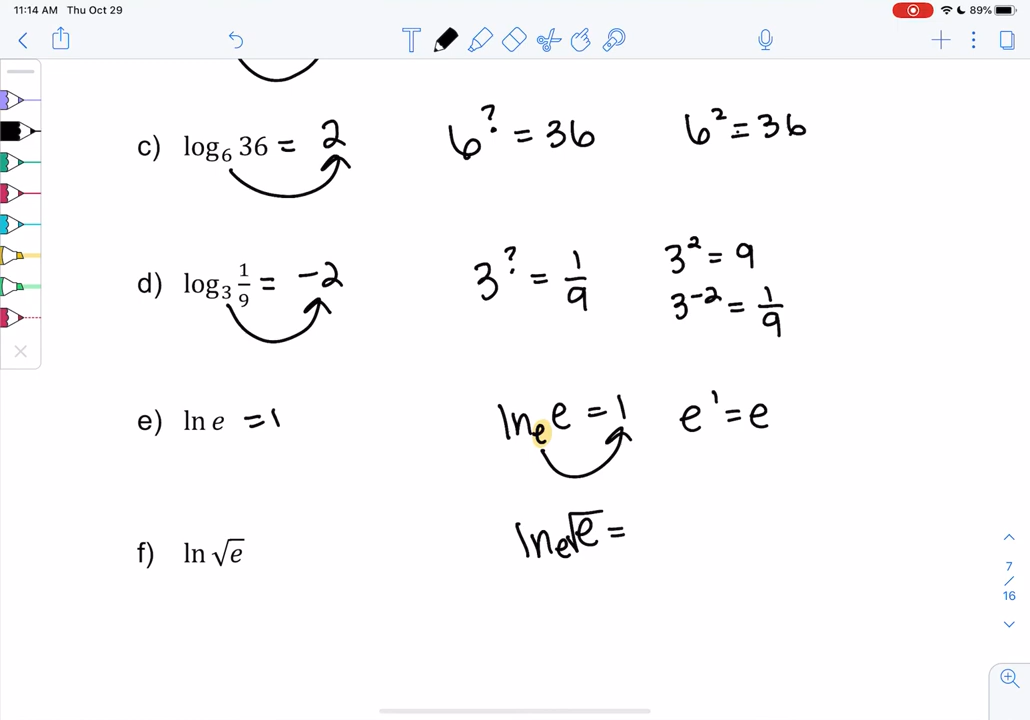 11:14 AM Thu Oct 29 89%
T
c) log₆ 36 = 2 6^? = 36 6² = 36
d) log₃ 1/9 = -2 3^? = 1/9 3² = 9
3⁻² = 1/9
e) ln e = 1 lnₑ e = 1 e¹ = e
f) ln √e lnₑ √e =
7
/
16